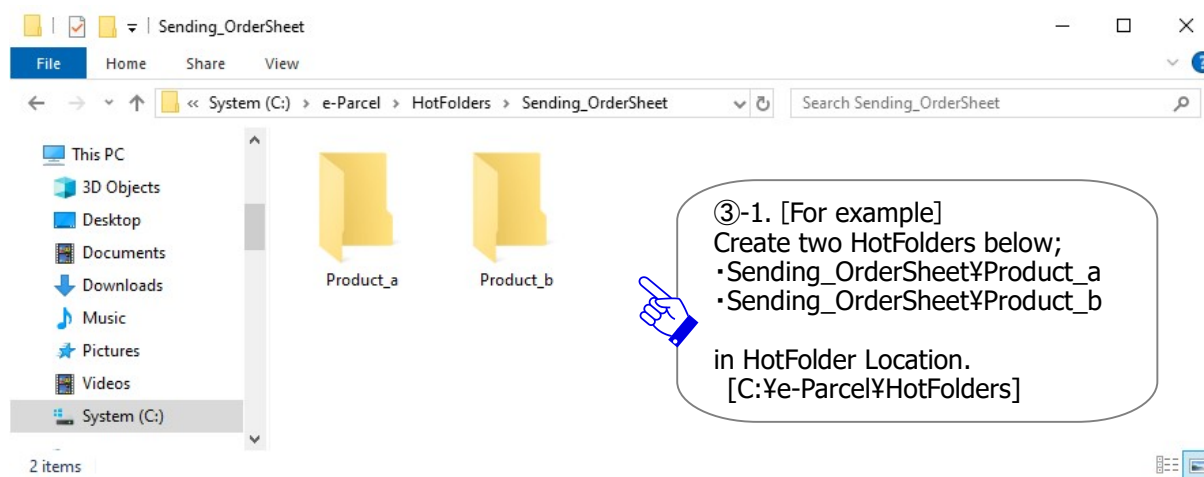 Sending_OrderSheet
File Home Share View
« System (C:) › e-Parcel › HotFolders › Sending_OrderSheet
Search Sending_OrderSheet
This PC
3D Objects
Desktop
Documents
Downloads
Music
Pictures
Videos
System (C:)
Product_a
Product_b
③-1. [For example]
Create two HotFolders below;
・Sending_OrderSheet¥Product_a
・Sending_OrderSheet¥Product_b
in HotFolder Location.
[C:¥e-Parcel¥HotFolders]
2 items